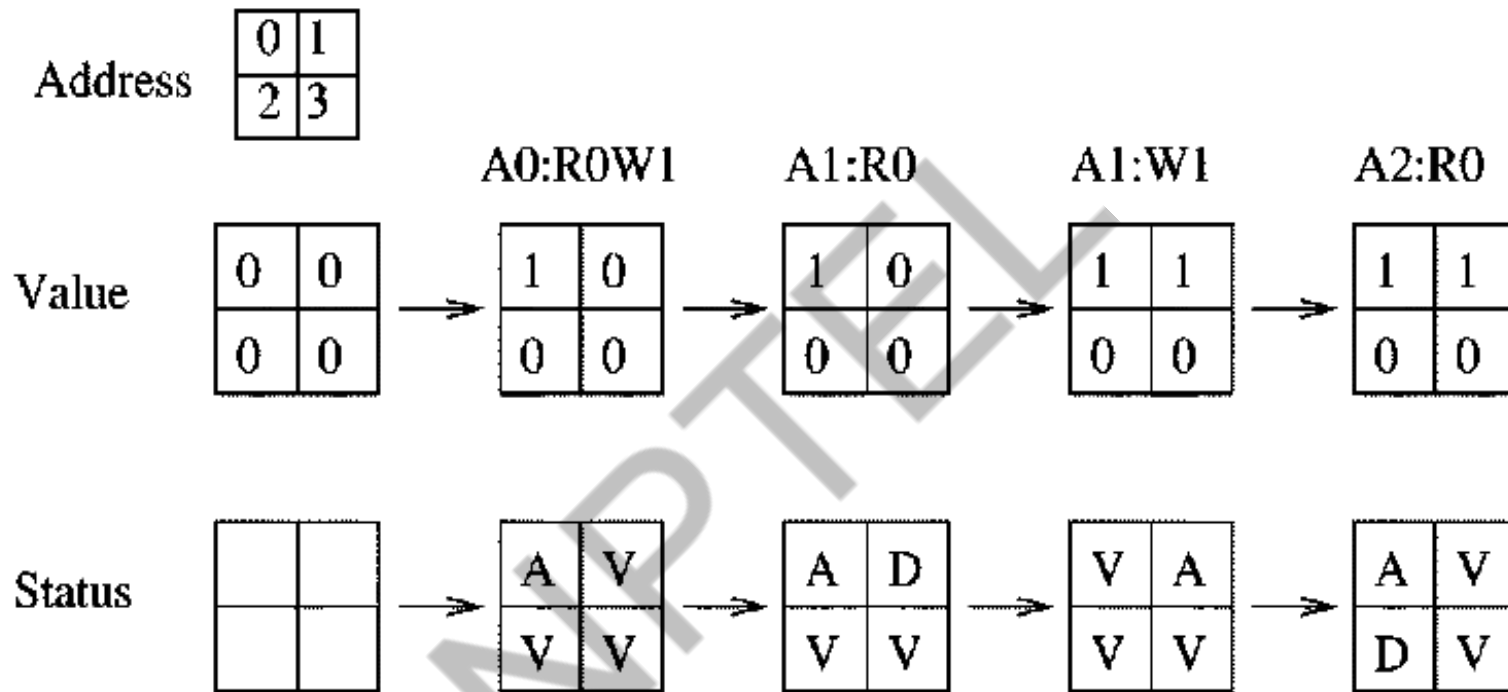 0 1
Address
2 3
A0:R0W1 A1:R0 A1:W1 A2:R0
0 0 1 0 1 0 1 1 1 1
Value
0 0 0 0 0 0 0 0 0 0
A V A D V A A V
Status
V V V V V V D V
NPTEL